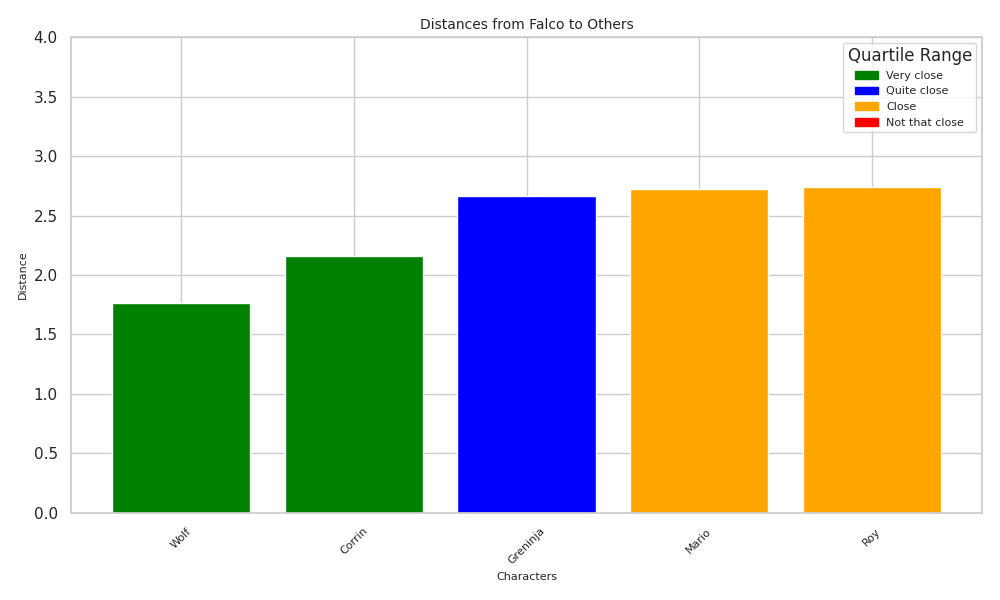 Distances from Falco to Others
4.0
3.5
3.0
2.5
2.0
1.5
1.0
0.5
0.0
Distance
Quartile Range
Very close
Quite close
Close
Not that close
Wolf
Corrin
Greninja
Mario
Roy
Characters